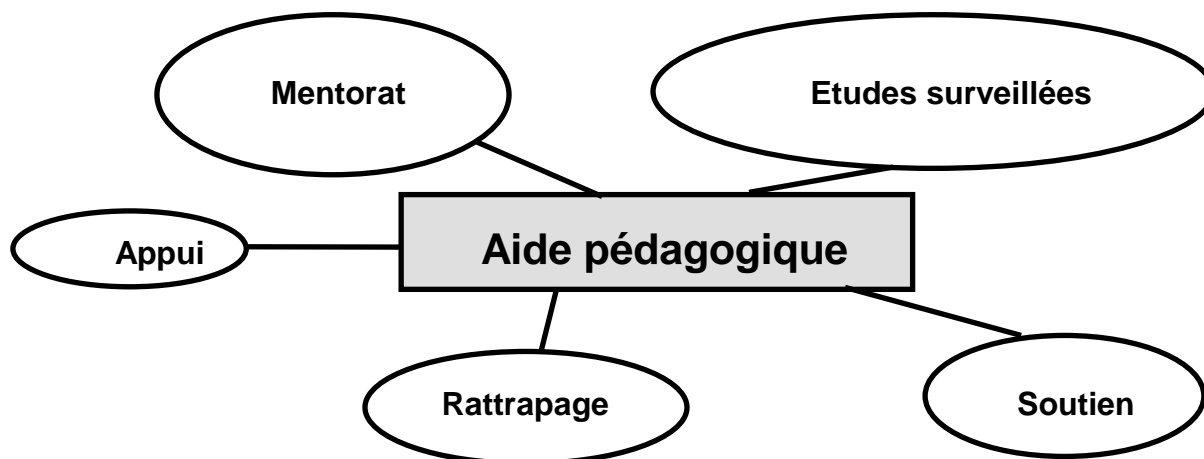 Mentorat
Etudes surveillées
Aide pédagogique
Appui
Rattrapage
Soutien